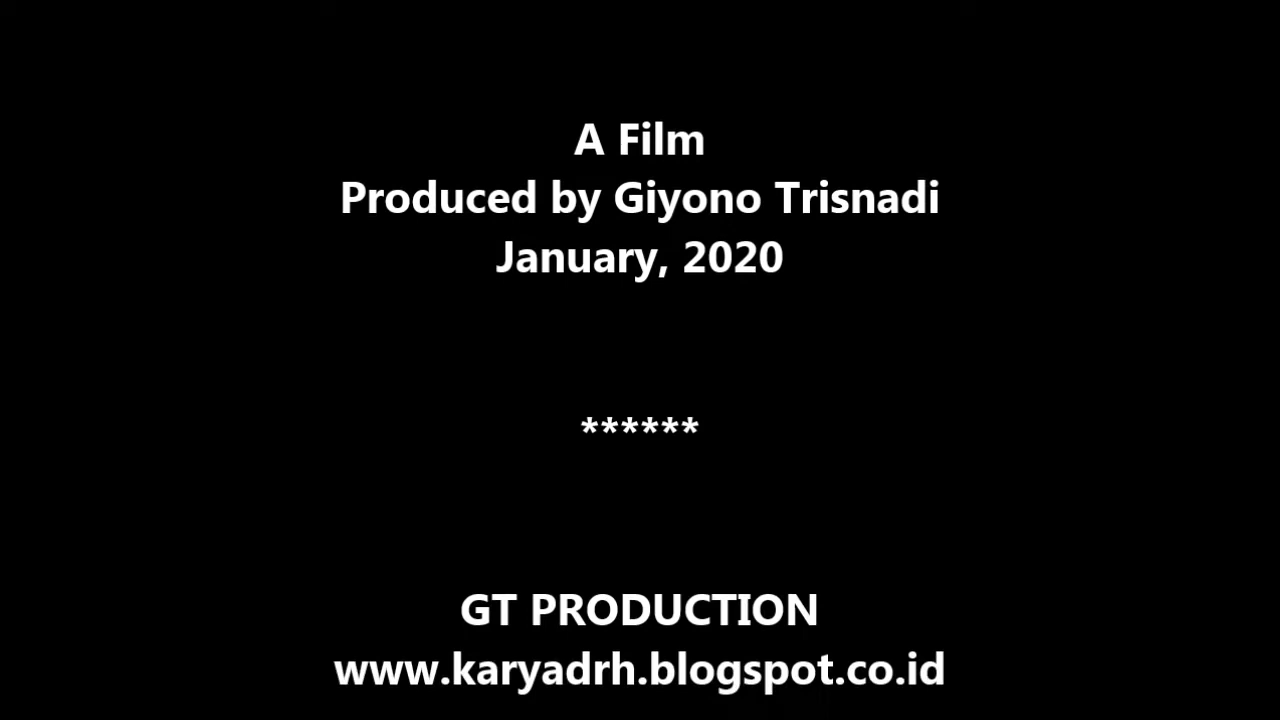 A Film
Produced by Giyono Trisnadi
January, 2020
******
GT PRODUCTION
www.karyadrh.blogspot.co.id